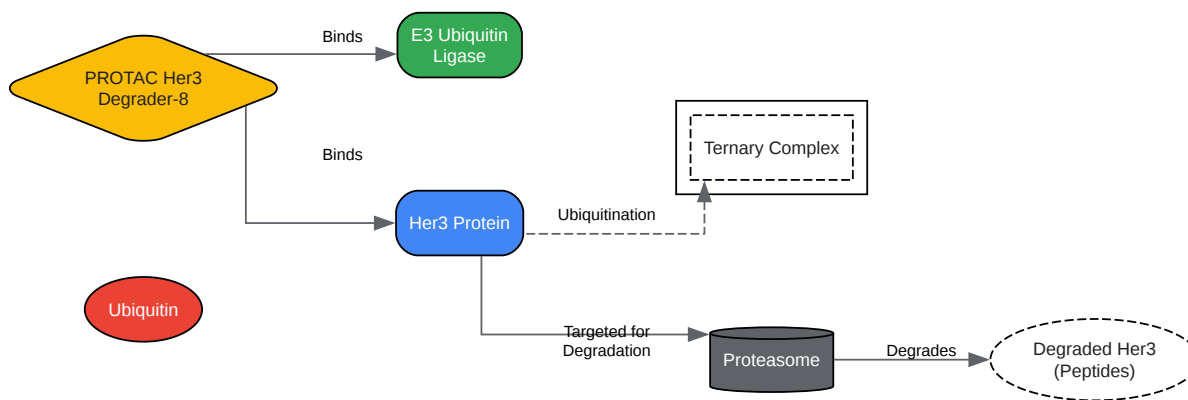 Binds
E3 Ubiquitin
Ligase
PROTAC Her3
Degrader-8
Binds
Ternary Complex
Her3 Protein
Ubiquitination
Ubiquitin
Targeted for
Degradation
Proteasome
Degrades
Degraded Her3
(Peptides)